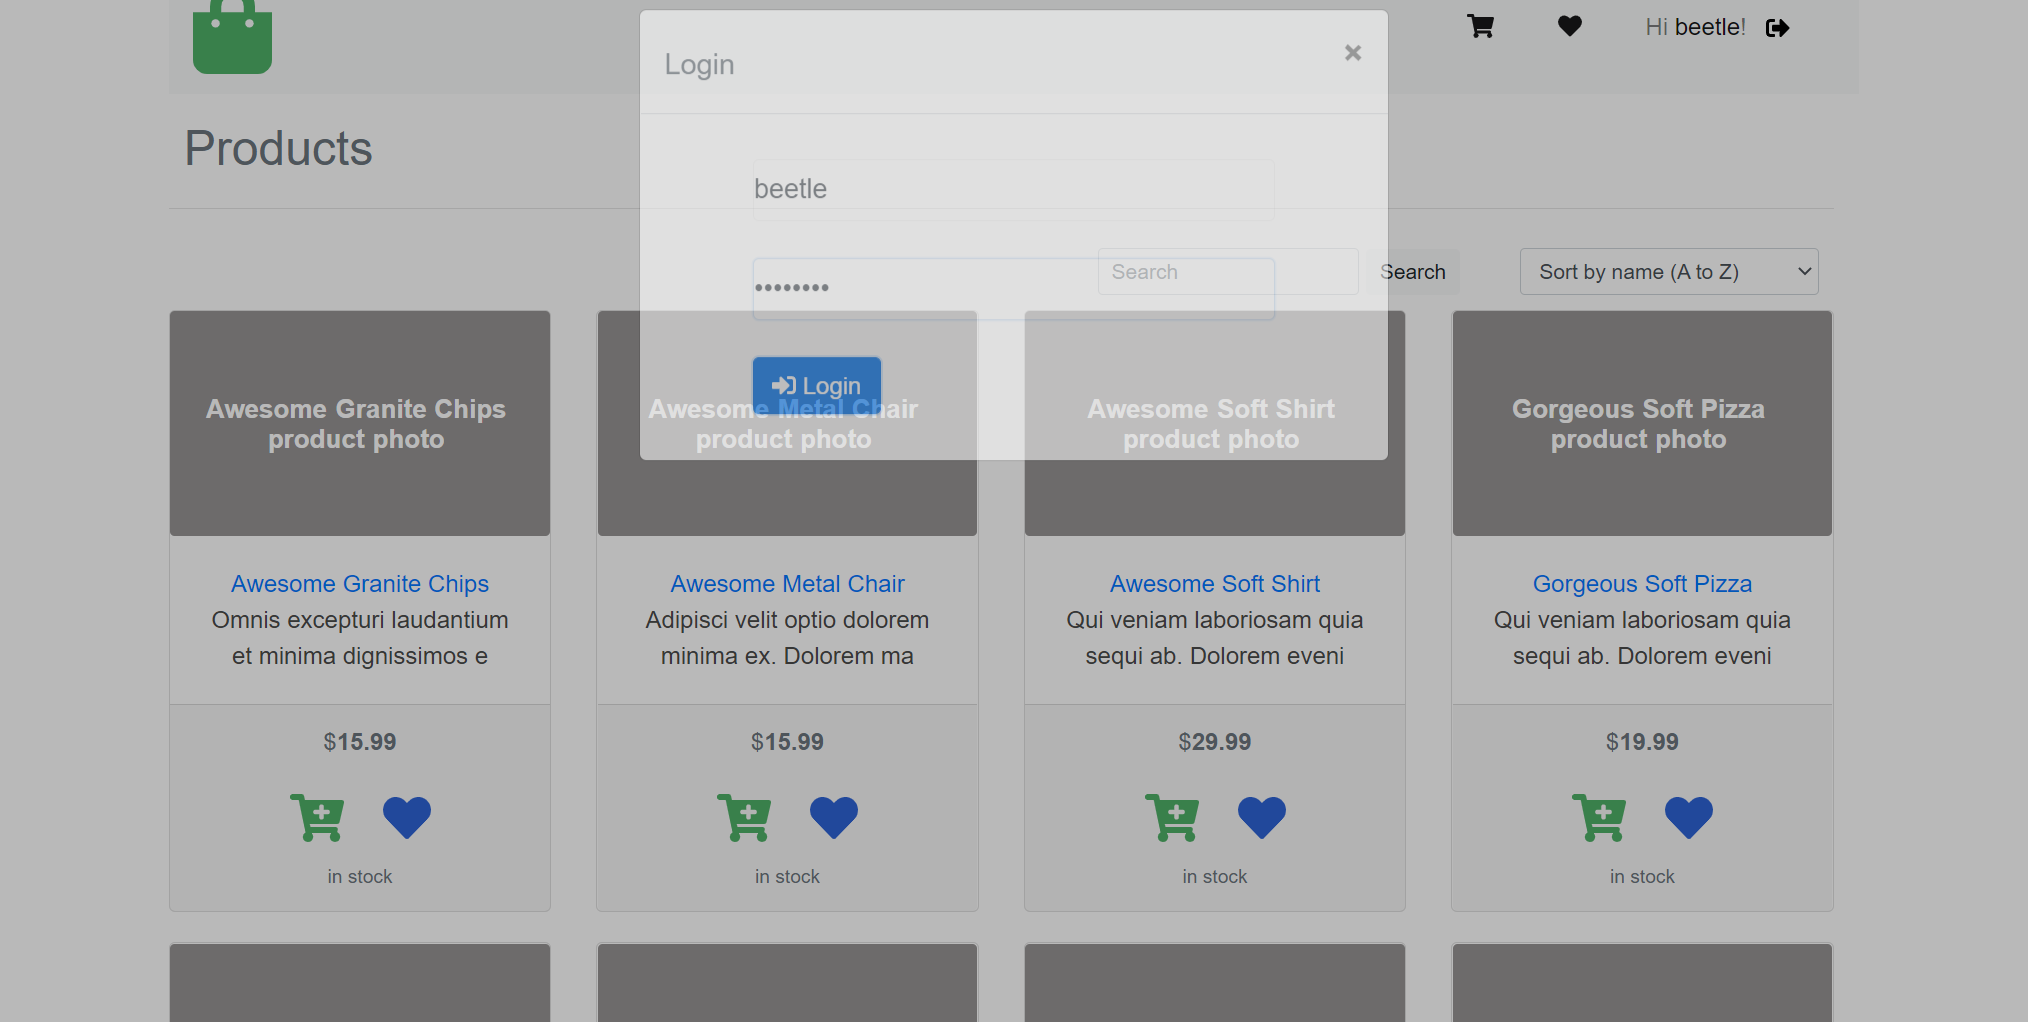 Hi beetle!
Login
×
Products
beetle
••••••••
Search
Search
Sort by name (A to Z)
Login
Awesome Granite Chips
product photo
Awesome Metal Chair
product photo
Awesome Soft Shirt
product photo
Gorgeous Soft Pizza
product photo
Awesome Granite Chips
Omnis excepturi laudantium
et minima dignissimos e
Awesome Metal Chair
Adipisci velit optio dolorem
minima ex. Dolorem ma
Awesome Soft Shirt
Qui veniam laboriosam quia
sequi ab. Dolorem eveni
Gorgeous Soft Pizza
Qui veniam laboriosam quia
sequi ab. Dolorem eveni
$15.99
$15.99
$29.99
$19.99
in stock
in stock
in stock
in stock